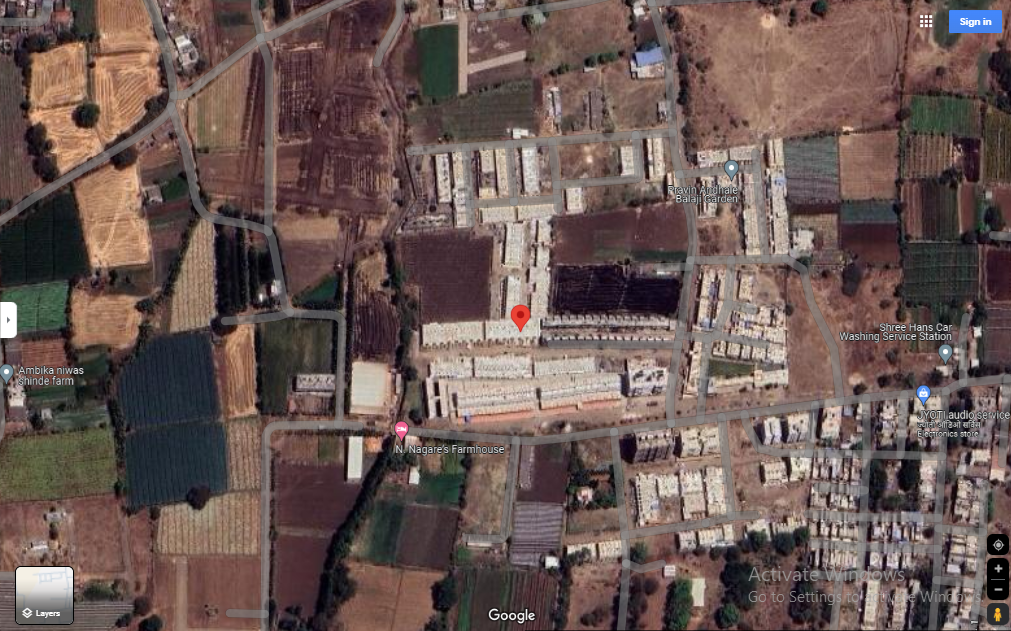 Sign in
Pravin Andhale
Balaji Garden
Shree Hans Car
Washing Service Station
Ambika niwas
shinde farm
JYOTI audio service
Electronics store
N. Nagare's Farmhouse
Activate Windows
Go to Settings to activate Windows.
Layers
Google